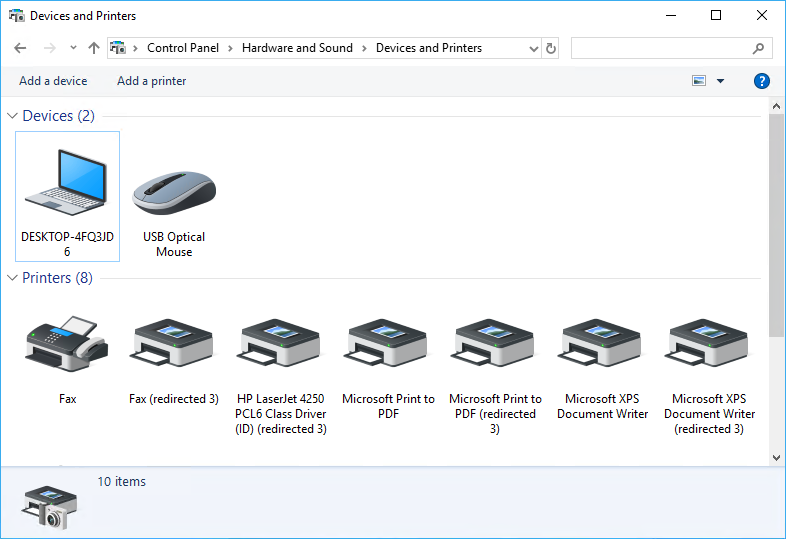 Devices and Printers
Control Panel > Hardware and Sound > Devices and Printers
Add a device Add a printer ?
Devices (2)
DESKTOP-4FQ3JD
6
USB Optical
Mouse
Printers (8)
Fax
Fax (redirected 3)
HP LaserJet 4250
PCL6 Class Driver
(ID) (redirected 3)
Microsoft Print to
PDF
Microsoft Print to
PDF (redirected
3)
Microsoft XPS
Document Writer
Microsoft XPS
Document Writer
(redirected 3)
10 items